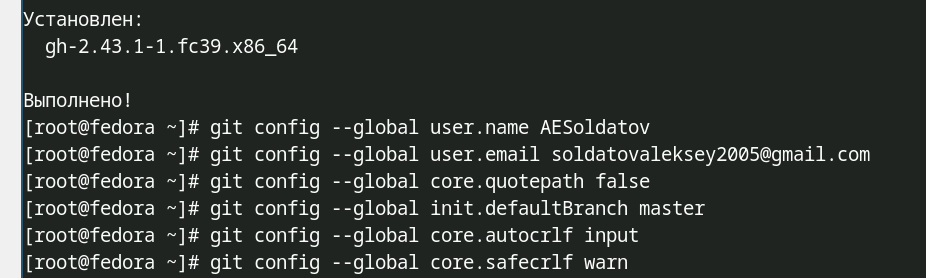 Установлен:
gh-2.43.1-1.fc39.x86_64
Выполнено!
[root@fedora ~]# git config --global user.name AESoldatov
[root@fedora ~]# git config --global user.email soldatovaleksey2005@gmail.com
[root@fedora ~]# git config --global core.quotepath false
[root@fedora ~]# git config --global init.defaultBranch master
[root@fedora ~]# git config --global core.autocrlf input
[root@fedora ~]# git config --global core.safecrlf warn